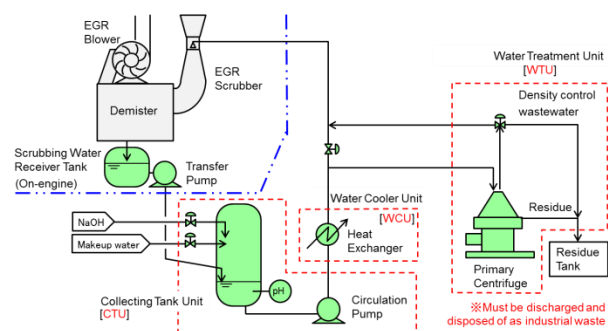 EGR
Blower
EGR
Scrubber
Demister
Scrubbing Water
Receiver Tank
(On-engine)
Transfer
Pump
NaOH
Makeup water
Collecting Tank Unit
[CTU]
pH
Water Cooler Unit
[WCU]
Heat
Exchanger
Circulation
Pump
Water Treatment Unit
[WTU]
Density control
wastewater
Residue
Primary
Centrifuge
Residue
Tank
※Must be discharged and
disposed of as industrial waste